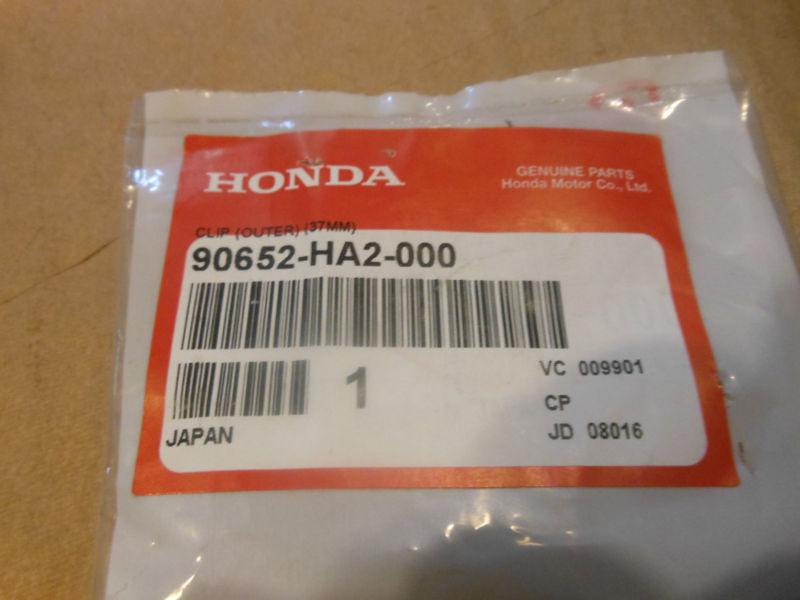 HONDA
GENUINE PARTS
Honda Motor Co., Ltd.
CLIP (OUTER) (37MM)
90652-HA2-000
1
VC 009901
CP
JAPAN
JD 08016